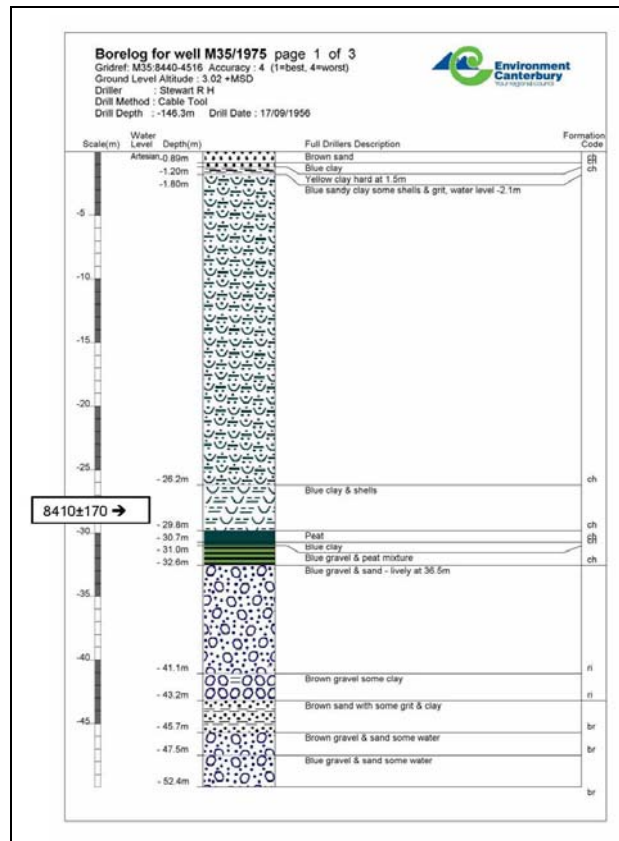 Borelog for well M35/1975 page 1 of 3
Gridref: M35:8440-4516 Accuracy : 4 (1=best, 4=worst)
Ground Level Altitude : 3.02 +MSD
Driller : Stewart R H
Drill Method : Cable Tool
Drill Depth : -146.3m Drill Date : 17/09/1956
Environment
Canterbury
Your regional council
Scale(m) Water Level Depth(m) Full Drillers Description Formation Code
Artesian -0.89m Brown sand ch
Blue clay ch
-1.20m Yellow clay hard at 1.5m ch
-1.80m Blue sandy clay some shells & grit, water level -2.1m
-5
-10
-15
-20
-25
- 26.2m ch
Blue clay & shells
8410±170 →
- 29.8m ch
-30
- 30.7m Peat ch
- 31.0m Blue clay
Blue gravel & peat mixture
- 32.6m ch
Blue gravel & sand - lively at 36.5m
-35
-40
- 41.1m ri
Brown gravel some clay
- 43.2m ri
Brown sand with some grit & clay
-45
- 45.7m br
Brown gravel & sand some water
- 47.5m br
Blue gravel & sand some water
- 52.4m br